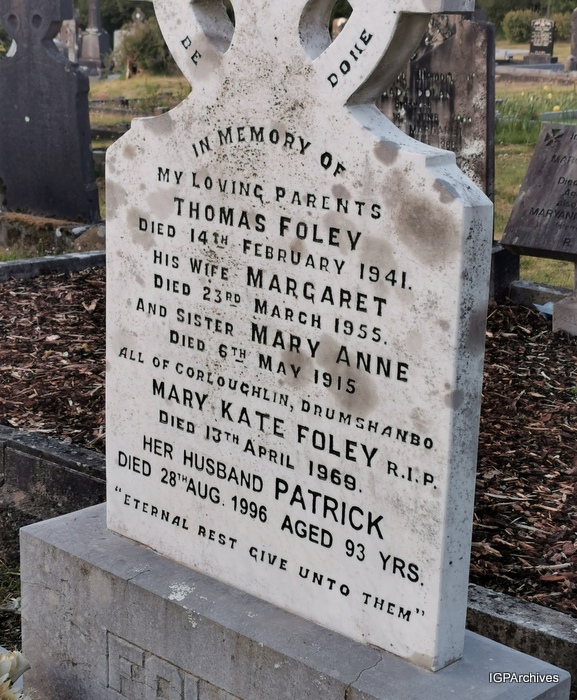 DE DONE
IN MEMORY OF
MY LOVING PARENTS
THOMAS FOLEY
DIED 14TH FEBRUARY 1941.
HIS WIFE MARGARET
DIED 23RD MARCH 1955.
AND SISTER MARY ANNE
DIED 6TH MAY 1915
ALL OF CORLOUGHLIN, DRUMSHANBO
MARY KATE FOLEY R.I.P.
DIED 13TH APRIL 1969.
HER HUSBAND PATRICK
DIED 28TH AUG. 1996 AGED 93 YRS.
"ETERNAL REST GIVE UNTO THEM"
IGPArchives